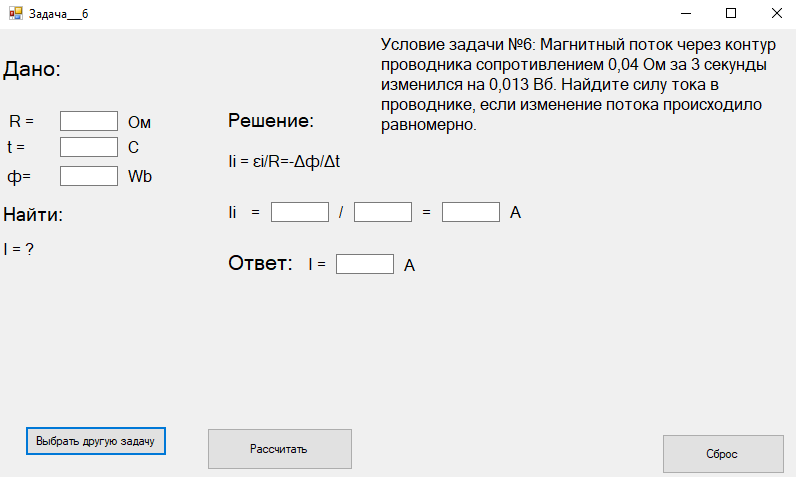 Задача__6
Условие задачи №6: Магнитный поток через контур
проводника сопротивлением 0,04 Ом за 3 секунды
изменился на 0,013 Вб. Найдите силу тока в
проводнике, если изменение потока происходило
равномерно.
Дано:
R = Ом
t = С
ф= Wb
Найти:
I = ?
Решение:
Ii = εi/R=-Δф/Δt
Ii = / = А
Ответ: I = А
Выбрать другую задачу
Рассчитать
Сброс